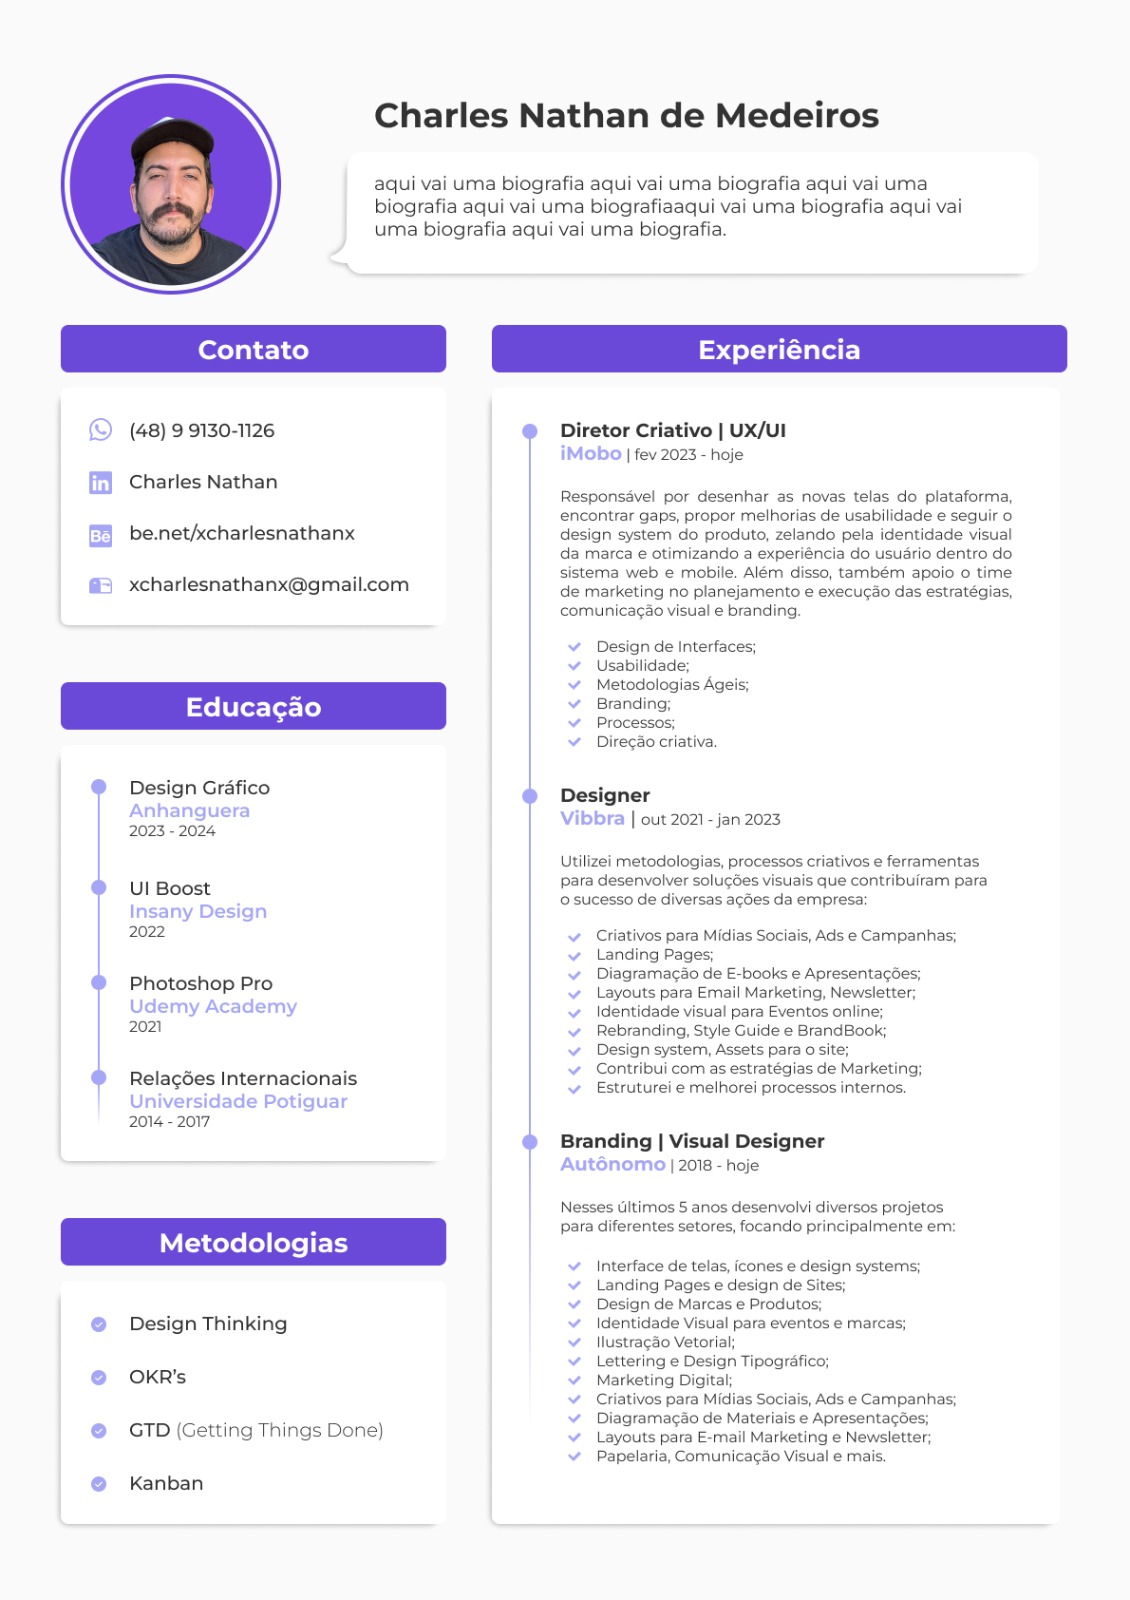 Charles Nathan de Medeiros
aqui vai uma biografia aqui vai uma biografia aqui vai uma
biografia aqui vai uma biografiaaqui vai uma biografia aqui vai
uma biografia aqui vai uma biografia.
Contato
(48) 9 9130-1126
in Charles Nathan
Bē be.net/xcharlesnathanx
xcharlesnathanx@gmail.com
Educação
Design Gráfico
Anhanguera
2023 - 2024
UI Boost
Insany Design
2022
Photoshop Pro
Udemy Academy
2021
Relações Internacionais
Universidade Potiguar
2014 - 2017
Metodologias
Design Thinking
OKR’s
GTD (Getting Things Done)
Kanban
Experiência
Diretor Criativo | UX/UI
iMobo | fev 2023 - hoje
Responsável por desenhar as novas telas do plataforma,
encontrar gaps, propor melhorias de usabilidade e seguir o
design system do produto, zelando pela identidade visual
da marca e otimizando a experiência do usuário dentro do
sistema web e mobile. Além disso, também apoio o time
de marketing no planejamento e execução das estratégias,
comunicação visual e branding.
Design de Interfaces;
Usabilidade;
Metodologias Ágeis;
Branding;
Processos;
Direção criativa.
Designer
Vibbra | out 2021 - jan 2023
Utilizei metodologias, processos criativos e ferramentas
para desenvolver soluções visuais que contribuíram para
o sucesso de diversas ações da empresa:
Criativos para Mídias Sociais, Ads e Campanhas;
Landing Pages;
Diagramação de E-books e Apresentações;
Layouts para Email Marketing, Newsletter;
Identidade visual para Eventos online;
Rebranding, Style Guide e BrandBook;
Design system, Assets para o site;
Contribui com as estratégias de Marketing;
Estruturei e melhorei processos internos.
Branding | Visual Designer
Autônomo | 2018 - hoje
Nesses últimos 5 anos desenvolvi diversos projetos
para diferentes setores, focando principalmente em:
Interface de telas, ícones e design systems;
Landing Pages e design de Sites;
Design de Marcas e Produtos;
Identidade Visual para eventos e marcas;
Ilustração Vetorial;
Lettering e Design Tipográfico;
Marketing Digital;
Criativos para Mídias Sociais, Ads e Campanhas;
Diagramação de Materiais e Apresentações;
Layouts para E-mail Marketing e Newsletter;
Papelaria, Comunicação Visual e mais.